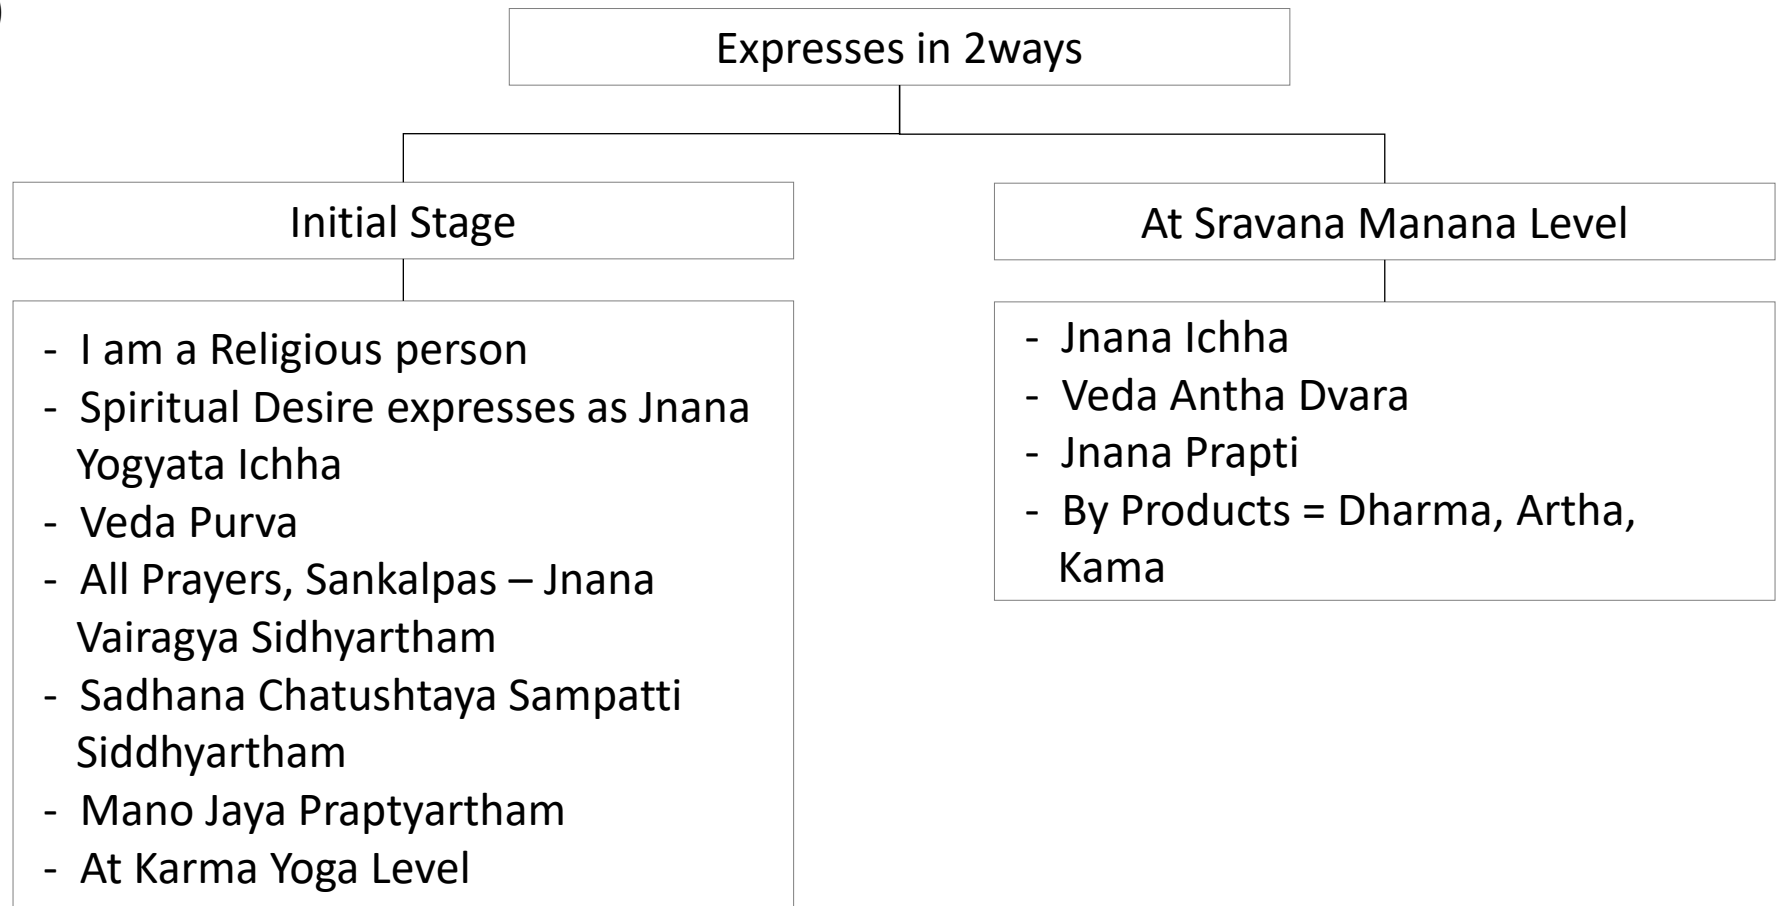 )
Expresses in 2ways
Initial Stage
- I am a Religious person
- Spiritual Desire expresses as Jnana
Yogyata Ichha
- Veda Purva
- All Prayers, Sankalpas – Jnana
Vairagya Sidhyartham
- Sadhana Chatushtaya Sampatti
Siddhyartham
- Mano Jaya Praptyartham
- At Karma Yoga Level
At Sravana Manana Level
- Jnana Ichha
- Veda Antha Dvara
- Jnana Prapti
- By Products = Dharma, Artha,
Kama